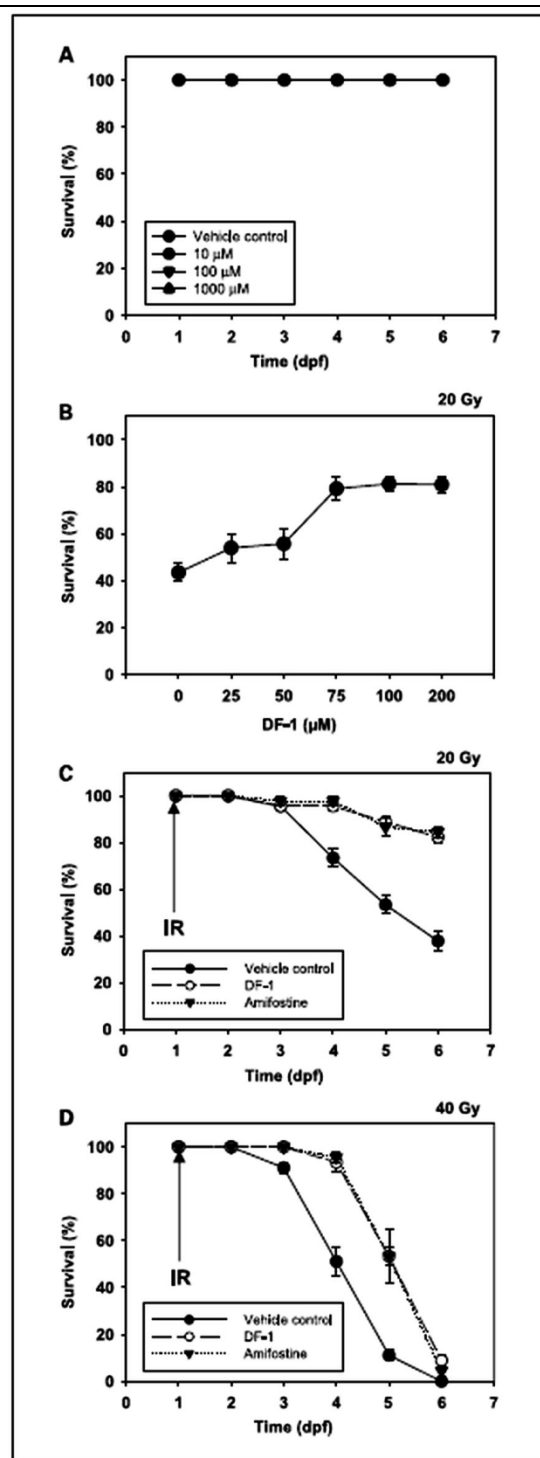 A
100
80
60
40
20
0
Survival (%)
Vehicle control
10 µM
100 µM
1000 µM
0 1 2 3 4 5 6 7
Time (dpf)
B
20 Gy
100
80
60
40
20
0
Survival (%)
0 25 50 75 100 200
DF-1 (µM)
C
20 Gy
100
80
60
40
20
0
Survival (%)
IR
Vehicle control
DF-1
Amifostine
0 1 2 3 4 5 6 7
Time (dpf)
D
40 Gy
100
80
60
40
20
0
Survival (%)
IR
Vehicle control
DF-1
Amifostine
0 1 2 3 4 5 6 7
Time (dpf)